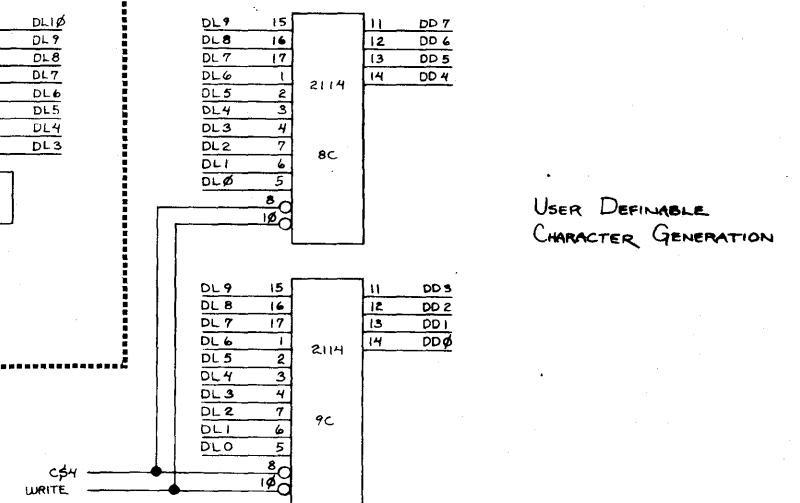 DL1Ø
DL9
DL8
DL7
DL6
DL5
DL4
DL3
DL9 15 11 DD7
DL8 16 12 DD6
DL7 17 13 DD5
DL6 1 14 DD4
2114
DL5 2
DL4 3
DL3 4
DL2 7
8C
DL1 6
DLØ 5
8
1Ø
USER DEFINABLE
CHARACTER GENERATION
DL9 15 11 DD3
DL8 16 12 DD2
DL7 17 13 DD1
DL6 1 14 DDØ
2114
DL5 2
DL4 3
DL3 4
DL2 7
9C
DL1 6
DL0 5
CS4 8
WRITE 1Ø